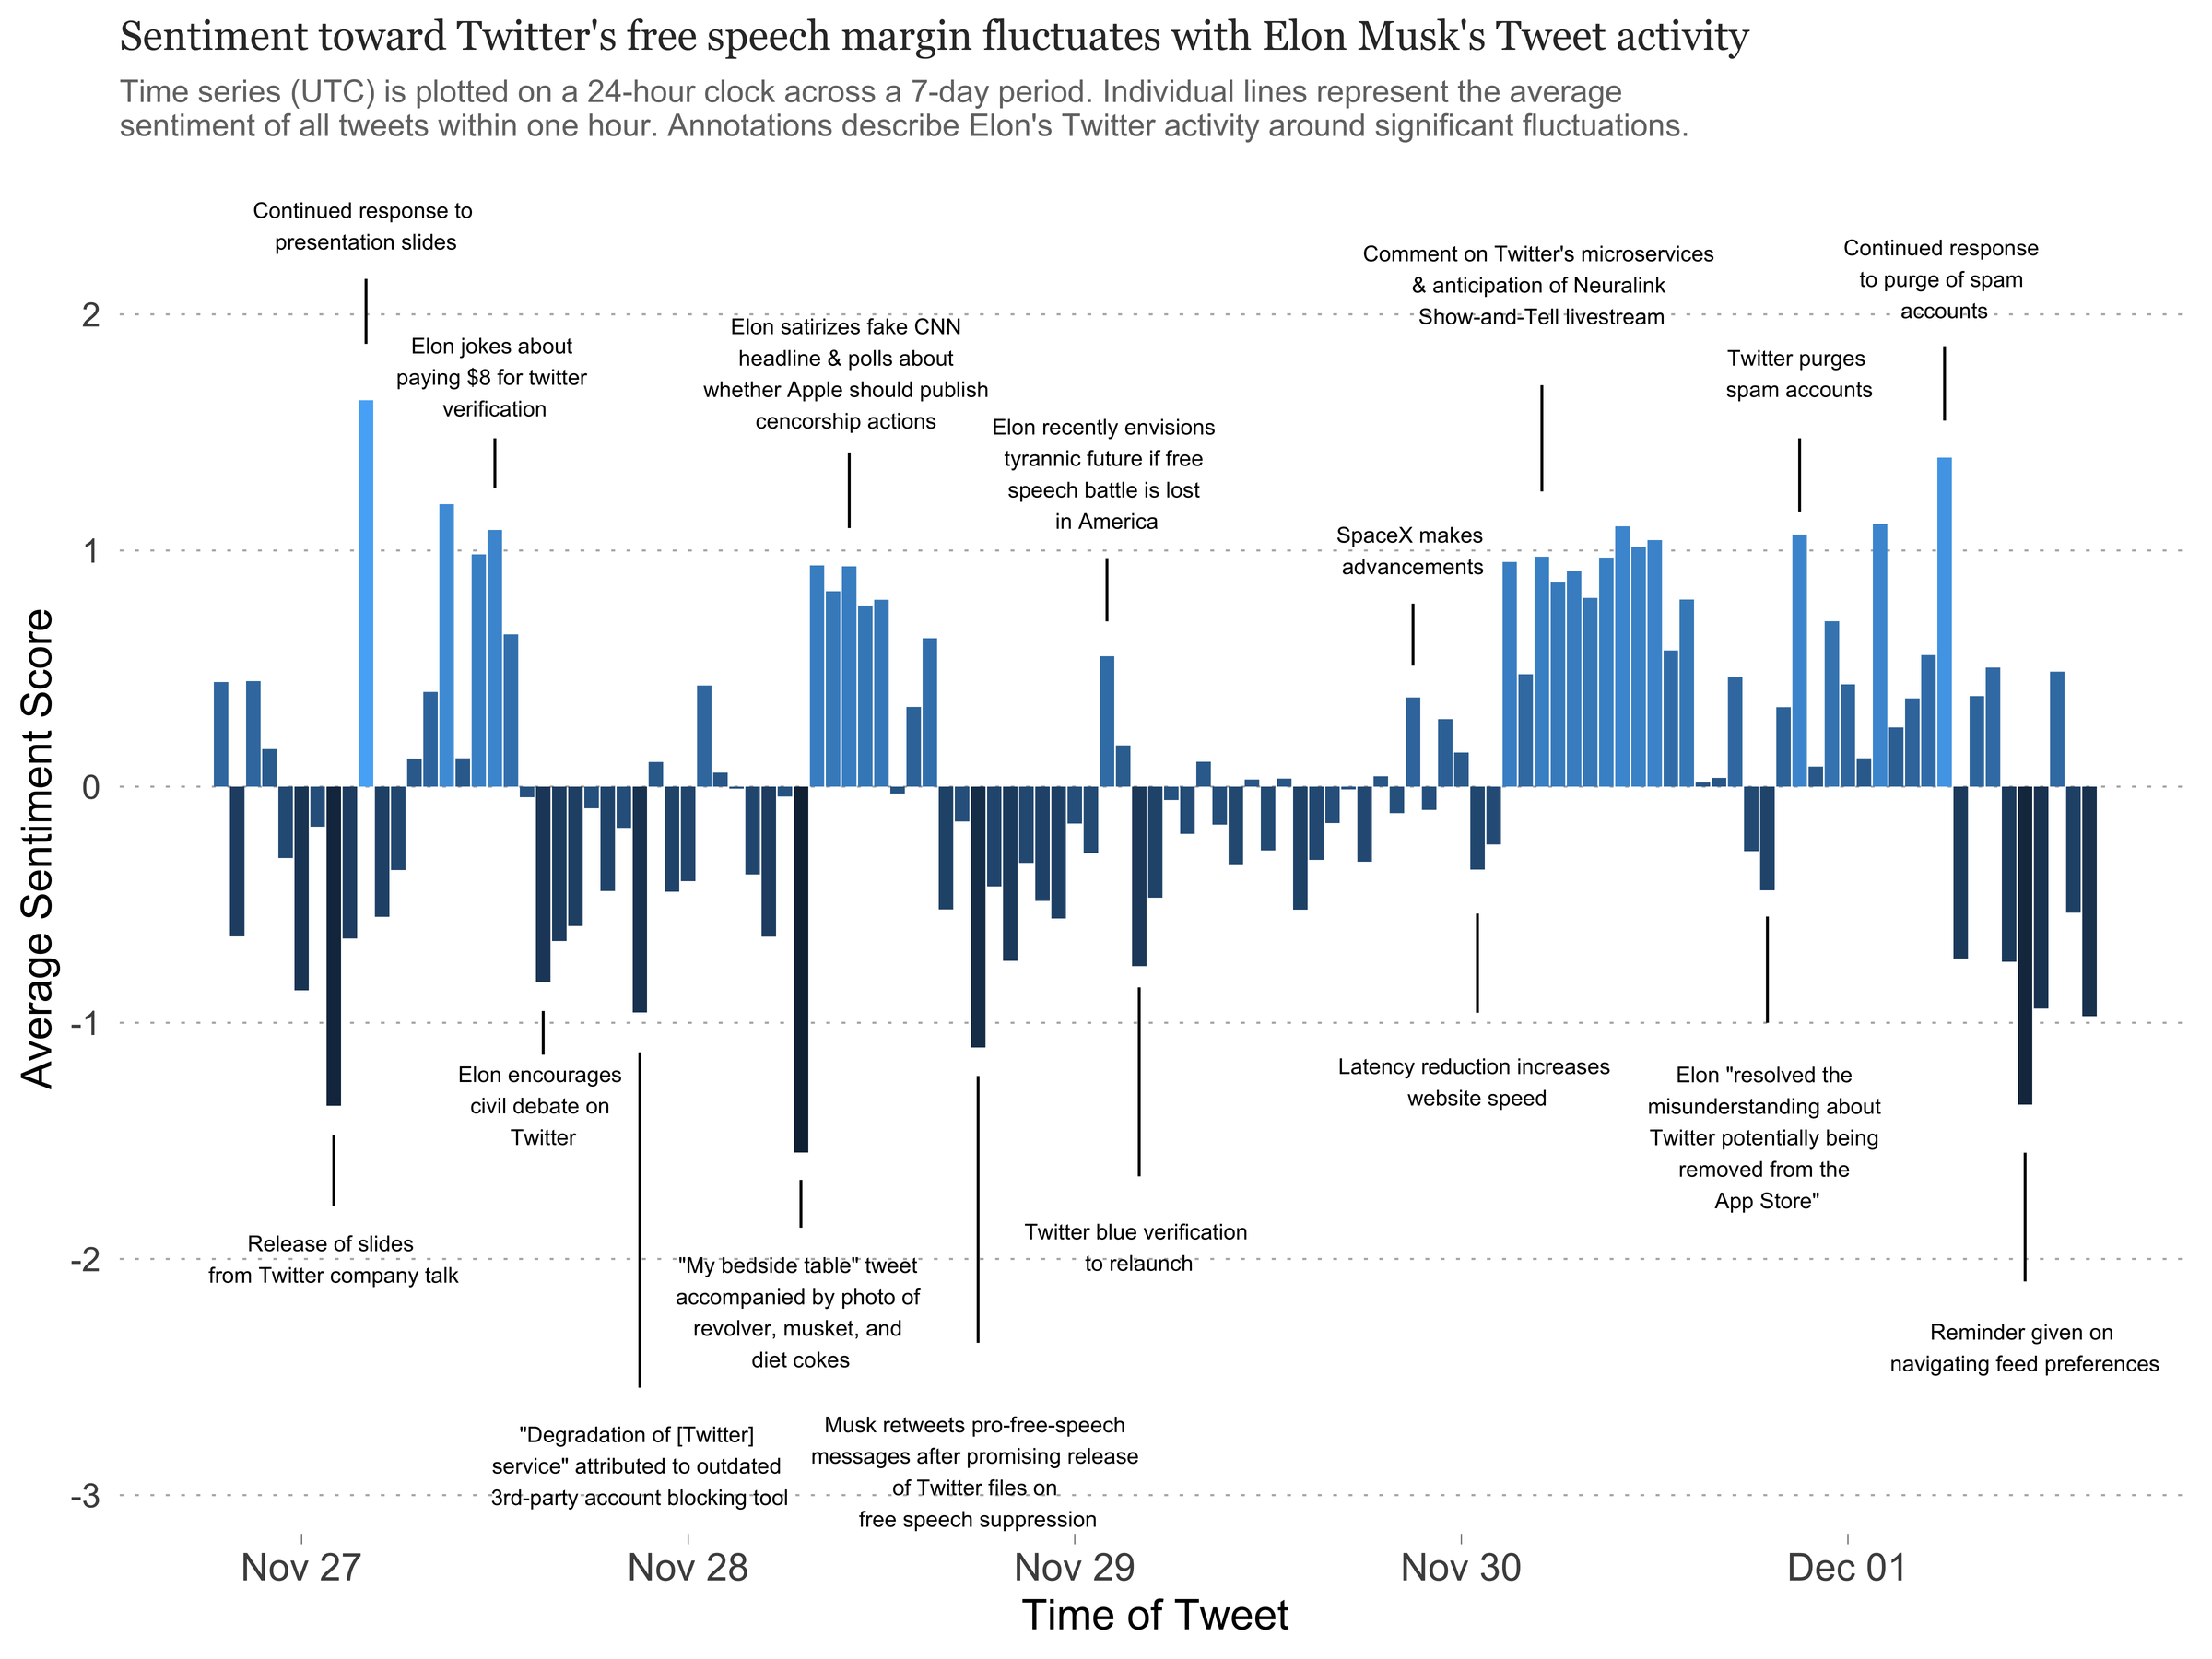 Sentiment toward Twitter's free speech margin fluctuates with Elon Musk's Tweet activity
Time series (UTC) is plotted on a 24-hour clock across a 7-day period. Individual lines represent the average
sentiment of all tweets within one hour. Annotations describe Elon's Twitter activity around significant fluctuations.
Continued response to
presentation slides
Elon jokes about
paying $8 for twitter
verification
Elon satirizes fake CNN
headline & polls about
whether Apple should publish
cencorship actions
Elon recently envisions
tyrannic future if free
speech battle is lost
in America
SpaceX makes
advancements
Comment on Twitter's microservices
& anticipation of Neuralink
Show-and-Tell livestream
Twitter purges
spam accounts
Continued response
to purge of spam
accounts
2
1
0
-1
-2
-3
Average Sentiment Score
Release of slides
from Twitter company talk
Elon encourages
civil debate on
Twitter
"Degradation of [Twitter]
service" attributed to outdated
3rd-party account blocking tool
"My bedside table" tweet
accompanied by photo of
revolver, musket, and
diet cokes
Musk retweets pro-free-speech
messages after promising release
of Twitter files on
free speech suppression
Twitter blue verification
to relaunch
Latency reduction increases
website speed
Elon "resolved the
misunderstanding about
Twitter potentially being
removed from the
App Store"
Reminder given on
navigating feed preferences
Nov 27
Nov 28
Nov 29
Nov 30
Dec 01
Time of Tweet